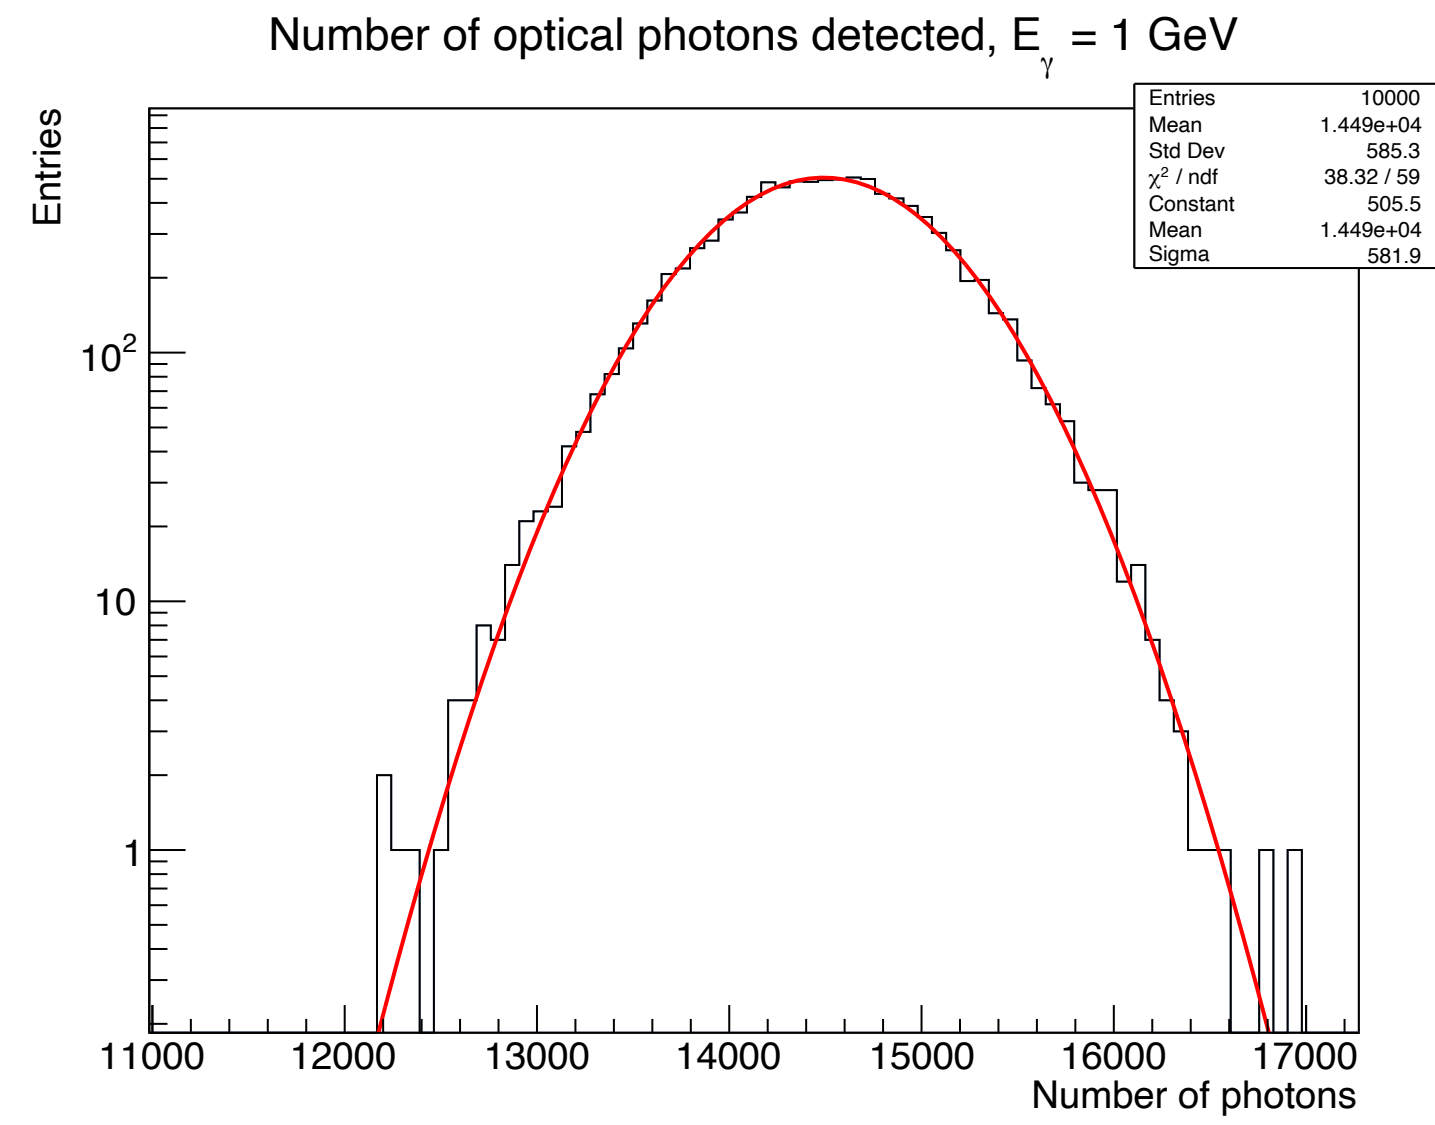 Number of optical photons detected, Eγ = 1 GeV
Entries 10000
Mean 1.449e+04
Std Dev 585.3
χ² / ndf 38.32 / 59
Constant 505.5
Mean 1.449e+04
Sigma 581.9
Entries
10²
10
1
11000 12000 13000 14000 15000 16000 17000
Number of photons